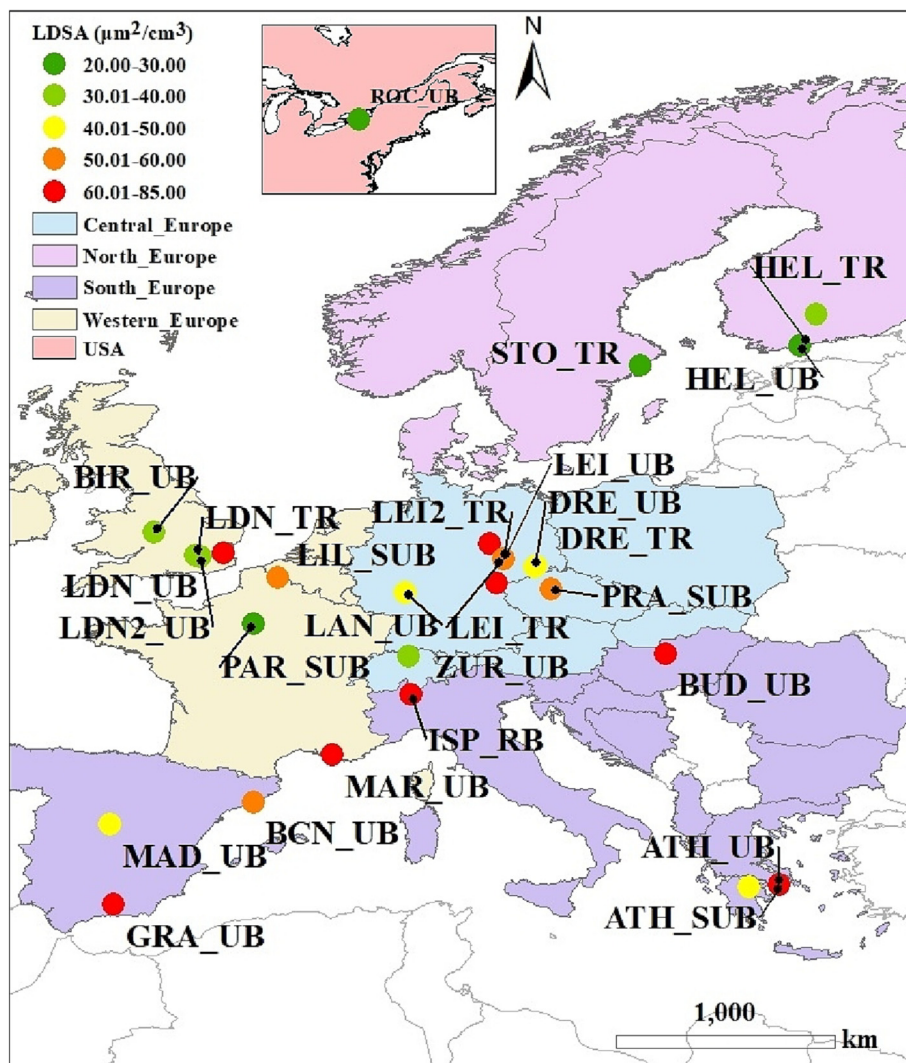 LDSA (µm²/cm³)
20.00-30.00
30.01-40.00
40.01-50.00
50.01-60.00
60.01-85.00
Central_Europe
North_Europe
South_Europe
Western_Europe
USA
ROC_UB
N
HEL_TR
STO_TR
HEL_UB
BIR_UB
LEI_UB
LDN_TR
LEI2_TR
DRE_UB
LIL_SUB
DRE_TR
LDN_UB
PRA_SUB
LDN2_UB
LAN_UB
LEI_TR
PAR_SUB
ZUR_UB
BUD_UB
ISP_RB
MAR_UB
BCN_UB
MAD_UB
ATH_UB
ATH_SUB
GRA_UB
1,000
km